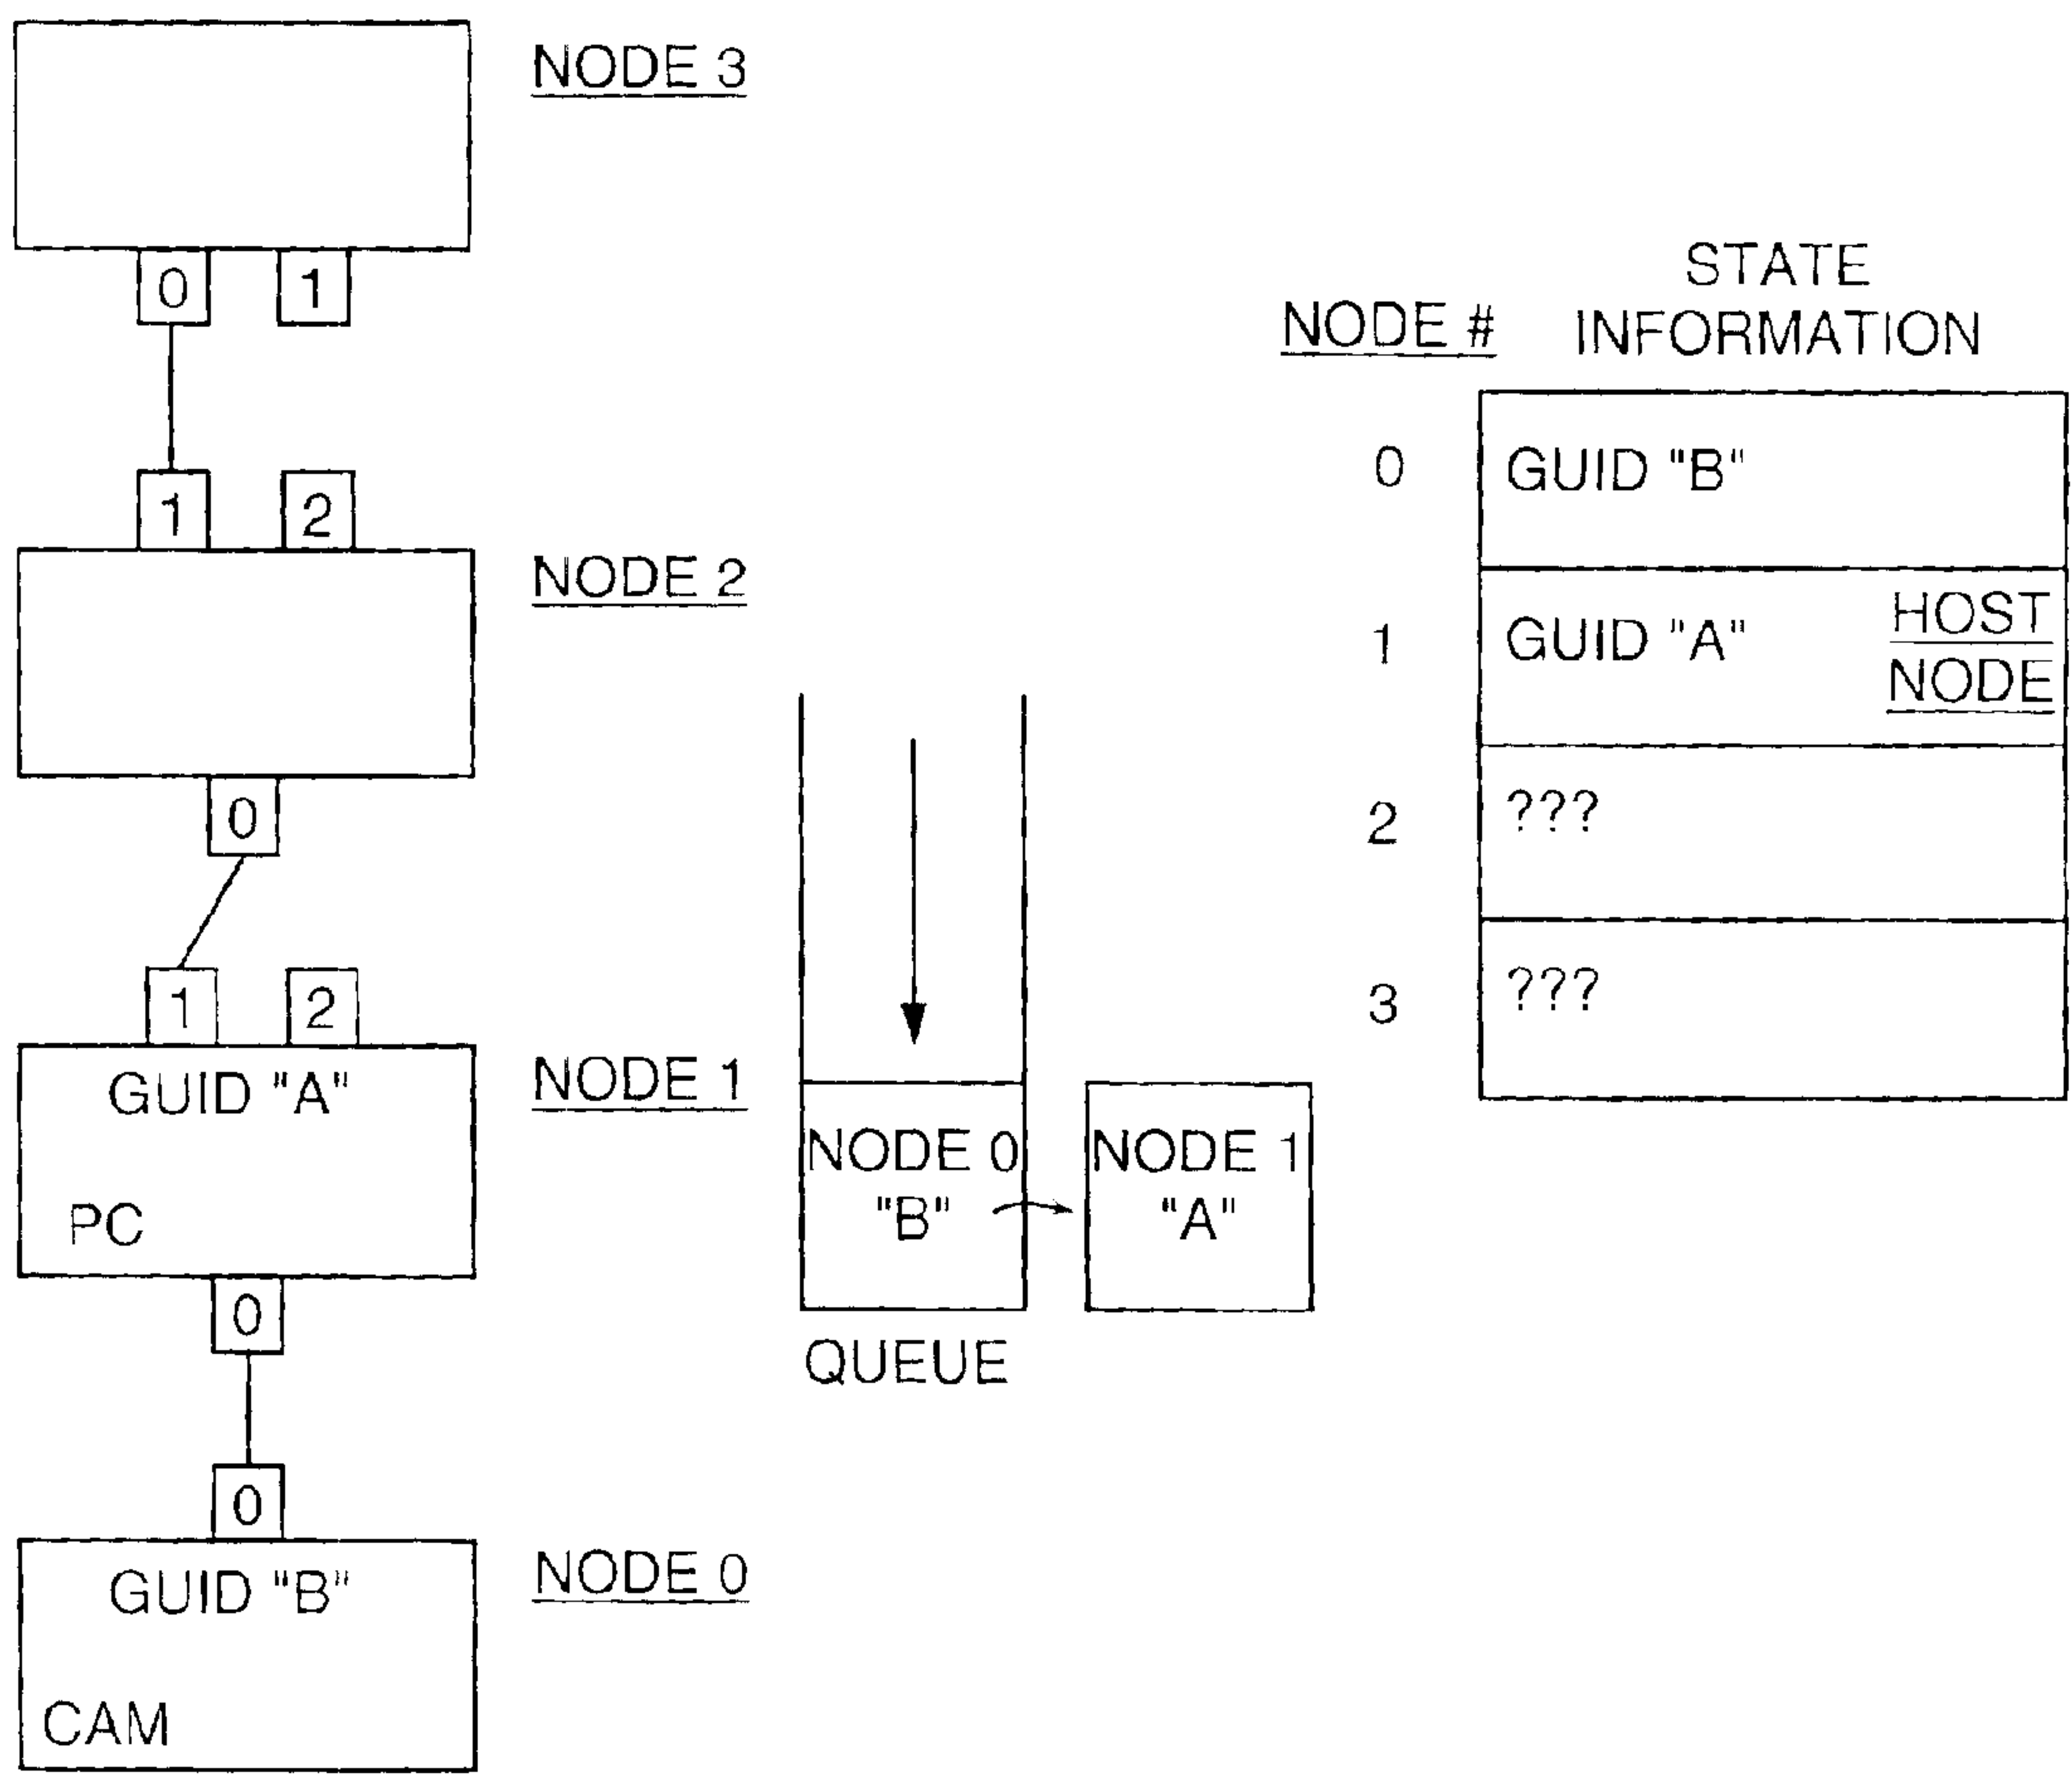 NODE 3
0 1
1 2
NODE 2
0
1 2
GUID "A"
NODE 1
PC
0
0
GUID "B"
NODE 0
CAM
NODE 0
"B"
NODE 1
"A"
QUEUE
NODE #
STATE
INFORMATION
0
GUID "B"
1
GUID "A"
HOST
NODE
2
???
3
???